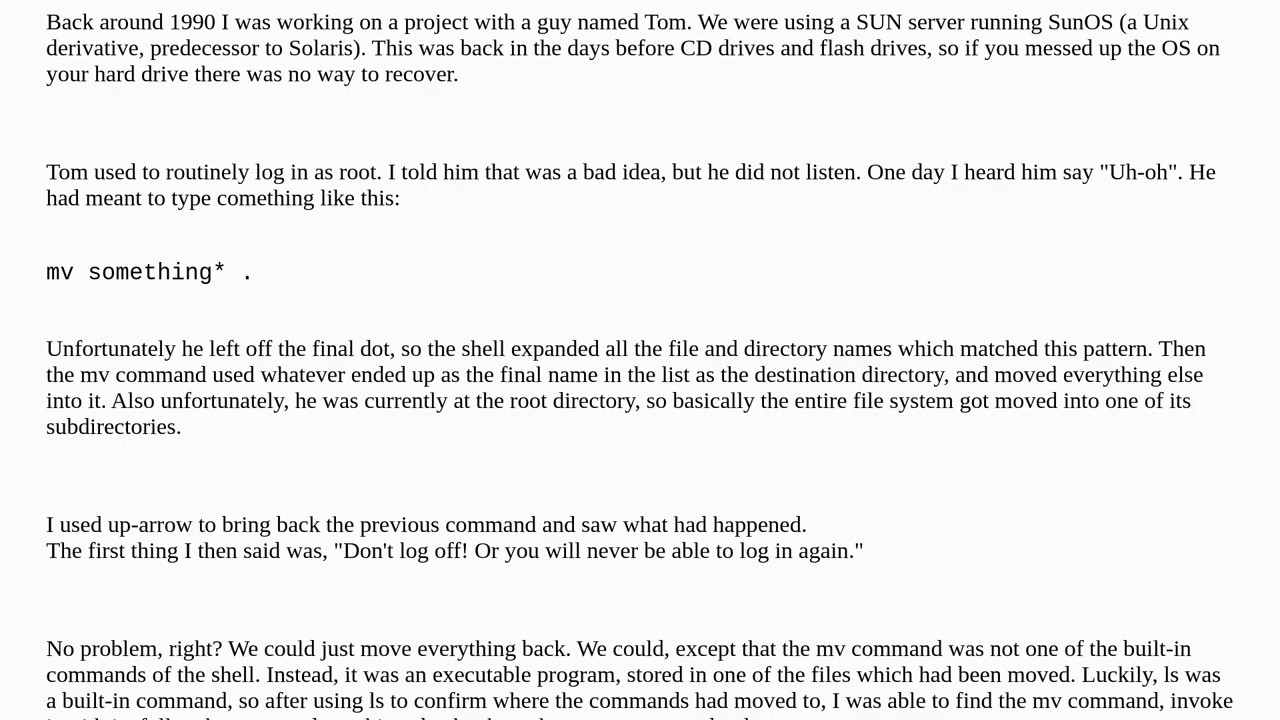 Back around 1990 I was working on a project with a guy named Tom. We were using a SUN server running SunOS (a Unix
derivative, predecessor to Solaris). This was back in the days before CD drives and flash drives, so if you messed up the OS on
your hard drive there was no way to recover.
Tom used to routinely log in as root. I told him that was a bad idea, but he did not listen. One day I heard him say "Uh-oh". He
had meant to type comething like this:
mv something* .
Unfortunately he left off the final dot, so the shell expanded all the file and directory names which matched this pattern. Then
the mv command used whatever ended up as the final name in the list as the destination directory, and moved everything else
into it. Also unfortunately, he was currently at the root directory, so basically the entire file system got moved into one of its
subdirectories.
I used up-arrow to bring back the previous command and saw what had happened.
The first thing I then said was, "Don't log off! Or you will never be able to log in again."
No problem, right? We could just move everything back. We could, except that the mv command was not one of the built-in
commands of the shell. Instead, it was an executable program, stored in one of the files which had been moved. Luckily, ls was
a built-in command, so after using ls to confirm where the commands had moved to, I was able to find the mv command, invoke